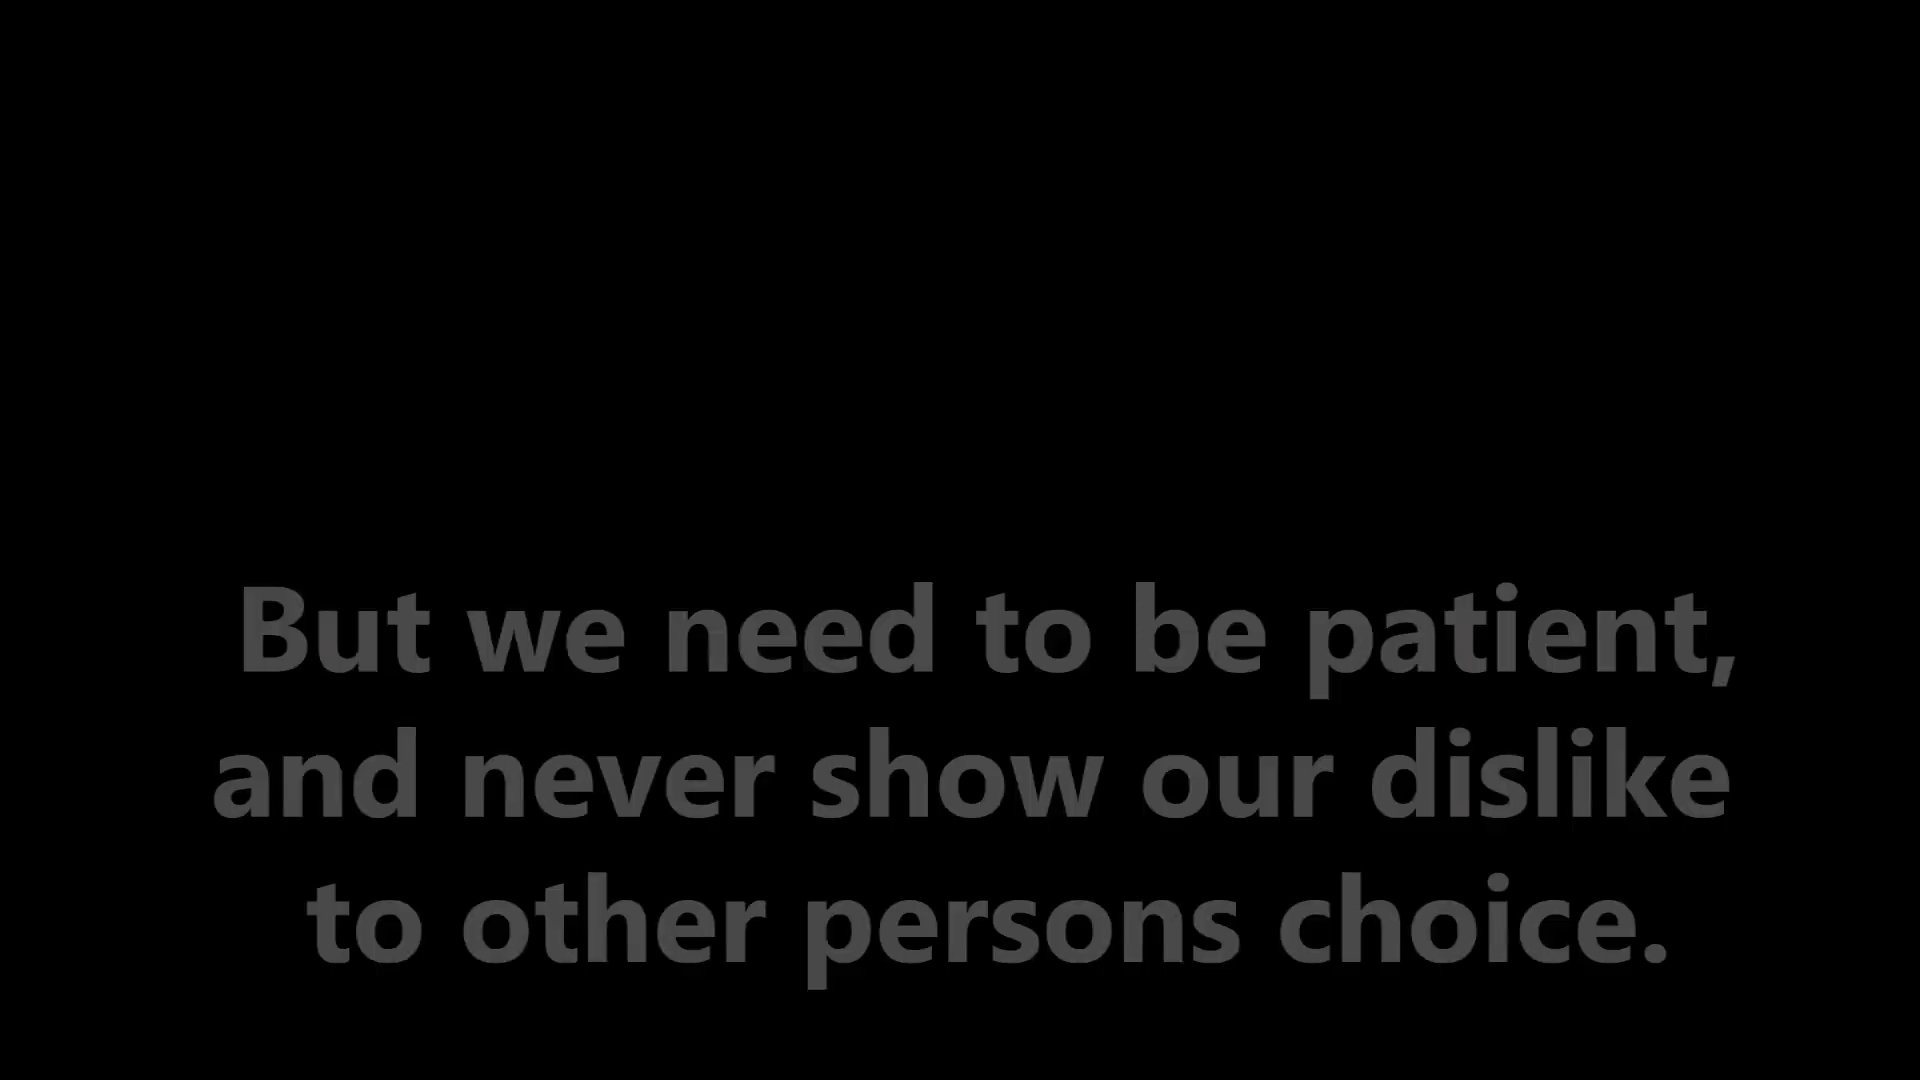 But we need to be patient,
and never show our dislike
to other persons choice.